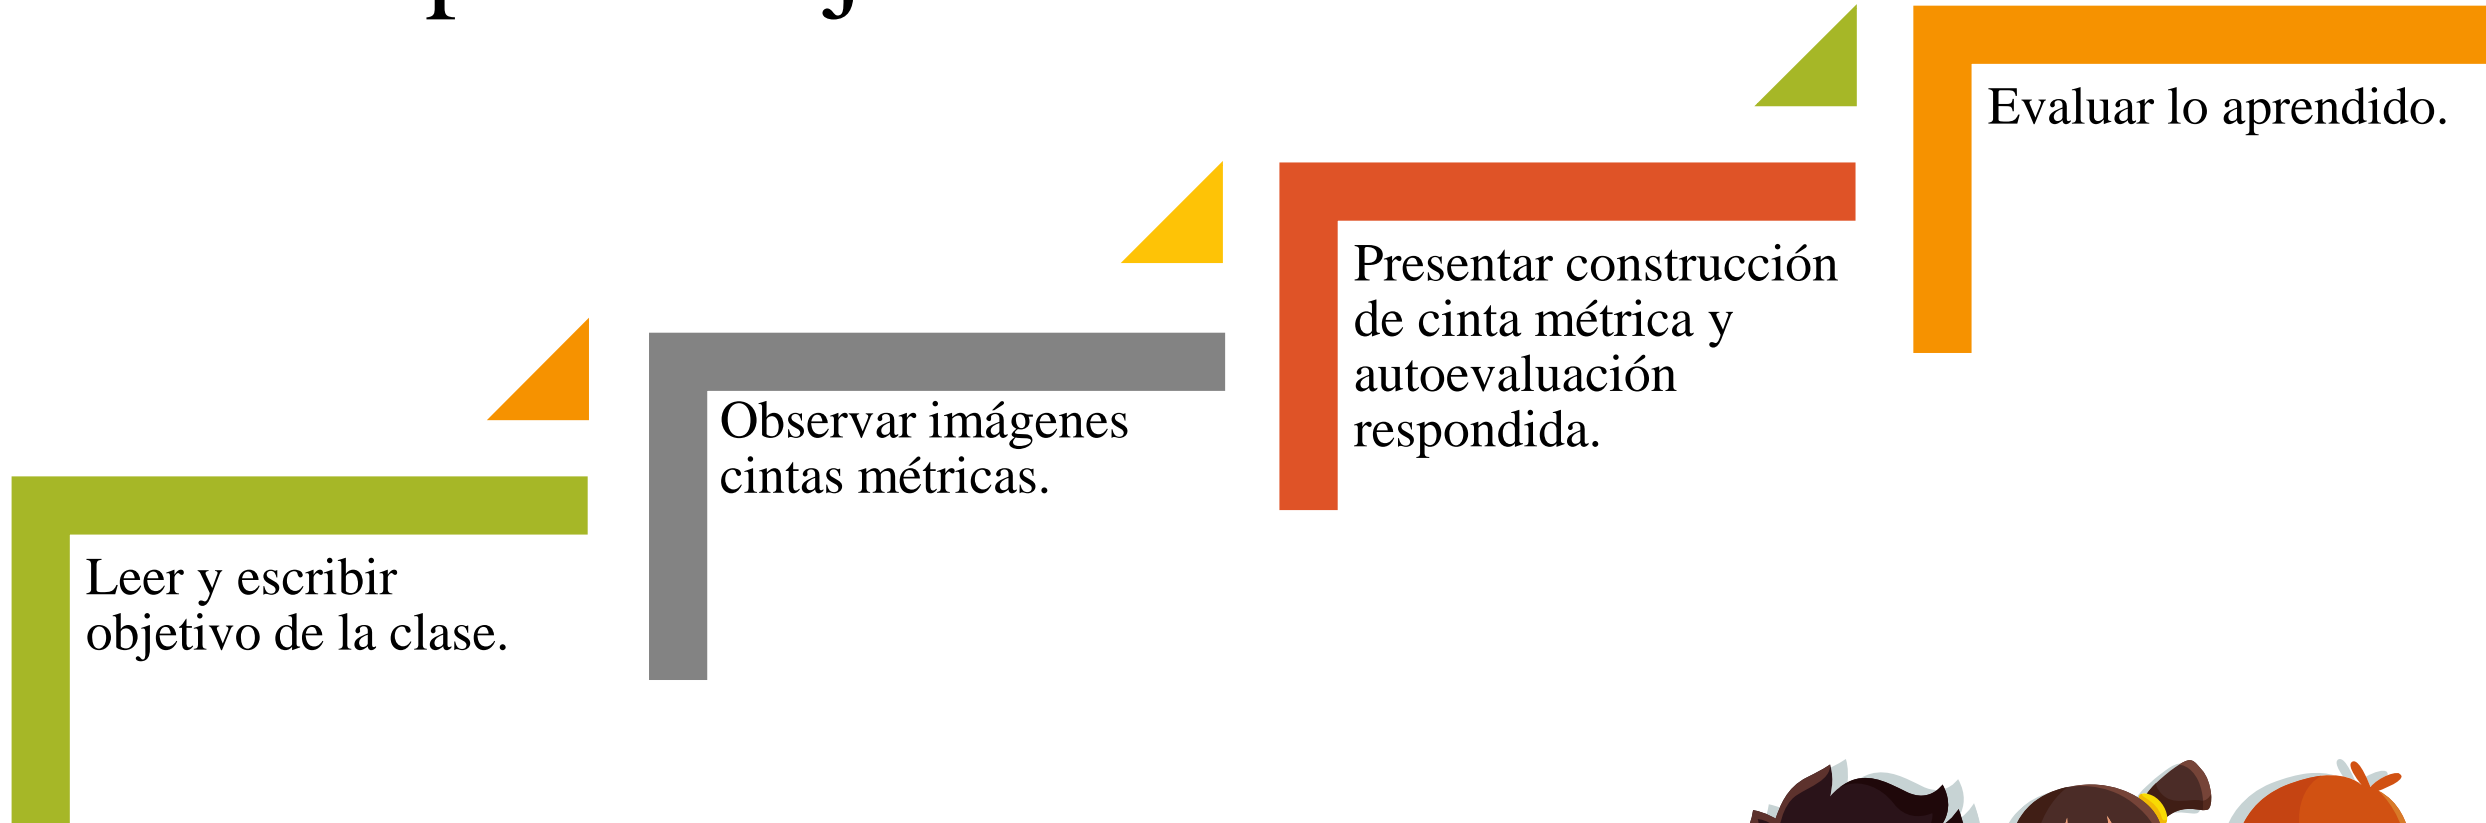 Leer y escribir
objetivo de la clase.
Observar imágenes
cintas métricas.
Presentar construcción
de cinta métrica y
autoevaluación
respondida.
Evaluar lo aprendido.